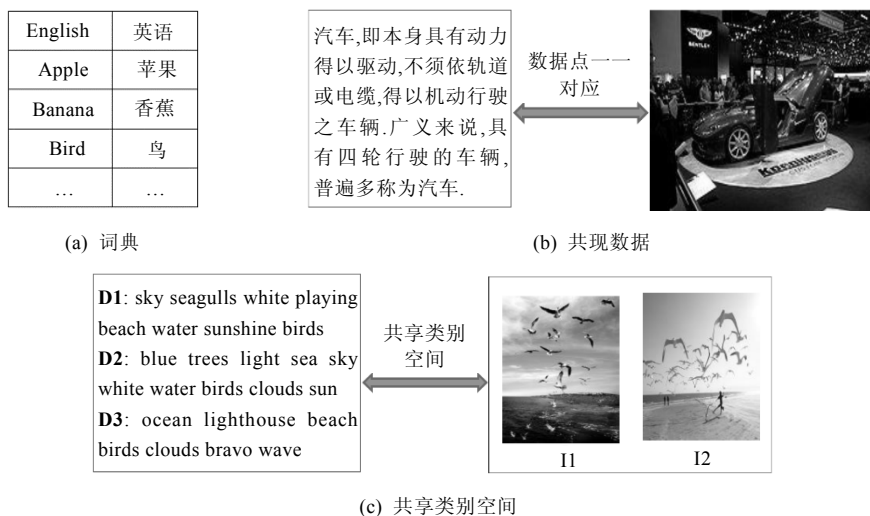 English 英语
Apple 苹果
Banana 香蕉
Bird 鸟
… …
(a) 词典
汽车,即本身具有动力
得以驱动,不须依轨道
或电缆,得以机动行驶
之车辆.广义来说,具
有四轮行驶的车辆,
普遍多称为汽车.
数据点一一
对应
BENTLEY
Koenigsegg
(b) 共现数据
D1: sky seagulls white playing
beach water sunshine birds
D2: blue trees light sea sky
white water birds clouds sun
D3: ocean lighthouse beach
birds clouds bravo wave
共享类别
空间
I1
I2
(c) 共享类别空间